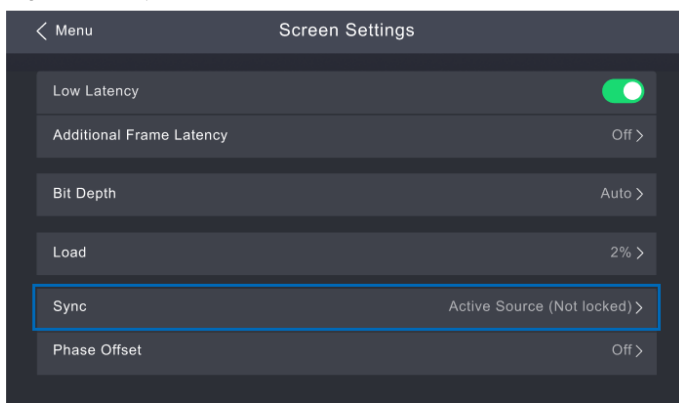 Menu Screen Settings
Low Latency
Additional Frame Latency Off
Bit Depth Auto
Load 2%
Sync Active Source (Not locked)
Phase Offset Off